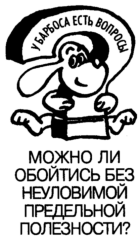 У БАРБОСА ЕСТЬ ВОПРОСЫ
МОЖНО ЛИ
ОБОЙТИСЬ БЕЗ
НЕУЛОВИМОЙ
ПРЕДЕЛЬНОЙ
ПОЛЕЗНОСТИ?